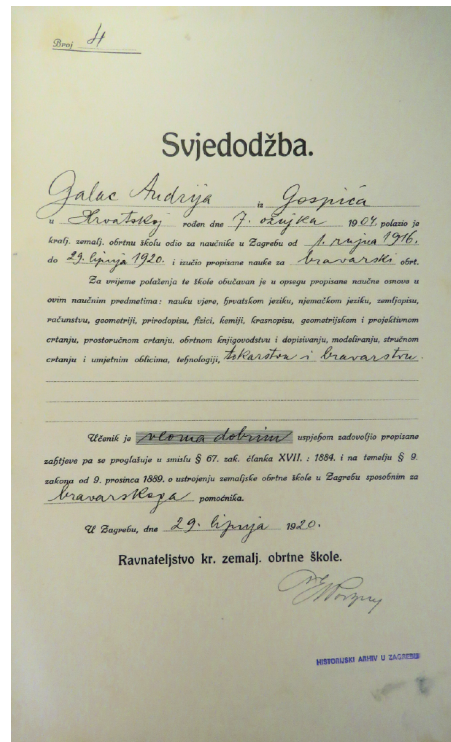 Broj 4
Svjedodžba.
Galac Andrija iz Gospića
u Hrvatskoj rođen dne 7. ožujka 1904. polazio je
kralj. zemalj. obrtnu školu odio za naučnike u Zagrebu od 1. rujna 1916.
do 29. lipnja 1920. i izučio propisane nauke za bravarski obrt.
Za vrijeme polaženja te škole obučavan je u opsegu propisane naučne osnove u
ovim naučnim predmetima: nauku vjere, hrvatskom jeziku, njemačkom jeziku, zemljopisu,
računstvu, geometriji, prirodopisu, fizici, kemiji, krasnopisu, geometrijskom i projektivnom
crtanju, prostoručnom crtanju, obrtnom knjigovodstvu i dopisivanju, modeliranju, stručnom
crtanju i umjetnim oblicima, tehnologiji, tokarstvu i bravarstvu.
Učenik je veoma dobrim uspjehom zadovoljio propisane
zahtjeve pa se proglašuje u smislu § 67. zak. članka XVII. : 1884. i na temelju § 9.
zakona od 9. prosinca 1889. o ustrojenju zemaljske obrtne škole u Zagrebu sposobnim za
bravarskoga pomoćnika.
U Zagrebu, dne 29. lipnja 1920.
Ravnateljstvo kr. zemalj. obrtne škole.
HISTORIJSKI ARHIV U ZAGREBU